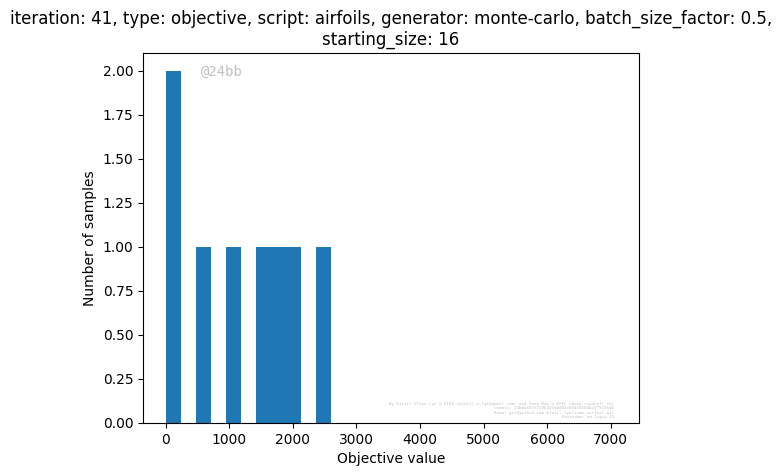 iteration: 41, type: objective, script: airfoils, generator: monte-carlo, batch_size_factor: 0.5,
starting_size: 16
@24bb
2.00
1.75
1.50
1.25
1.00
0.75
0.50
0.25
0.00
Number of samples
0 1000 2000 3000 4000 5000 6000 7000
Objective value